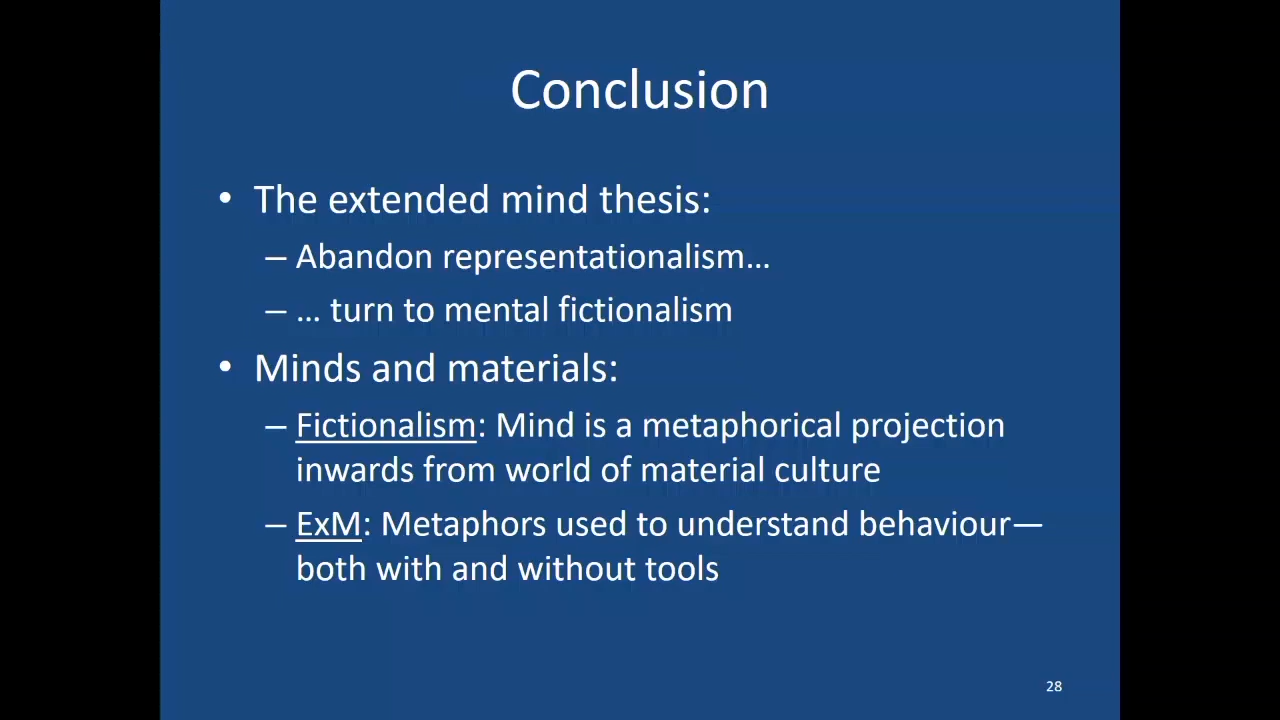 Conclusion
• The extended mind thesis:
– Abandon representationalism…
– … turn to mental fictionalism
• Minds and materials:
– Fictionalism: Mind is a metaphorical projection
inwards from world of material culture
– ExM: Metaphors used to understand behaviour—
both with and without tools
28